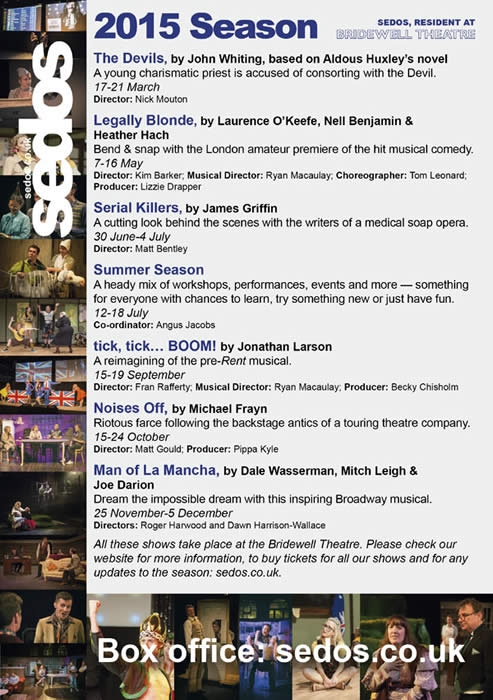 2015 Season
SEDOS, RESIDENT AT
BRIDEWELL THEATRE
sedos
sedos.co.uk
The Devils, by John Whiting, based on Aldous Huxley's novel
A young charismatic priest is accused of consorting with the Devil.
17-21 March
Director: Nick Mouton
Legally Blonde, by Laurence O'Keefe, Nell Benjamin &
Heather Hach
Bend & snap with the London amateur premiere of the hit musical comedy.
7-16 May
Director: Kim Barker; Musical Director: Ryan Macaulay; Choreographer: Tom Leonard;
Producer: Lizzie Drapper
Serial Killers, by James Griffin
A cutting look behind the scenes with the writers of a medical soap opera.
30 June-4 July
Director: Matt Bentley
Summer Season
A heady mix of workshops, performances, events and more — something
for everyone with chances to learn, try something new or just have fun.
12-18 July
Co-ordinator: Angus Jacobs
tick, tick… BOOM! by Jonathan Larson
A reimagining of the pre-Rent musical.
15-19 September
Director: Fran Rafferty; Musical Director: Ryan Macaulay; Producer: Becky Chisholm
Noises Off, by Michael Frayn
Riotous farce following the backstage antics of a touring theatre company.
15-24 October
Director: Matt Gould; Producer: Pippa Kyle
Man of La Mancha, by Dale Wasserman, Mitch Leigh &
Joe Darion
Dream the impossible dream with this inspiring Broadway musical.
25 November-5 December
Directors: Roger Harwood and Dawn Harrison-Wallace
All these shows take place at the Bridewell Theatre. Please check our
website for more information, to buy tickets for all our shows and for any
updates to the season: sedos.co.uk.
Box office: sedos.co.uk